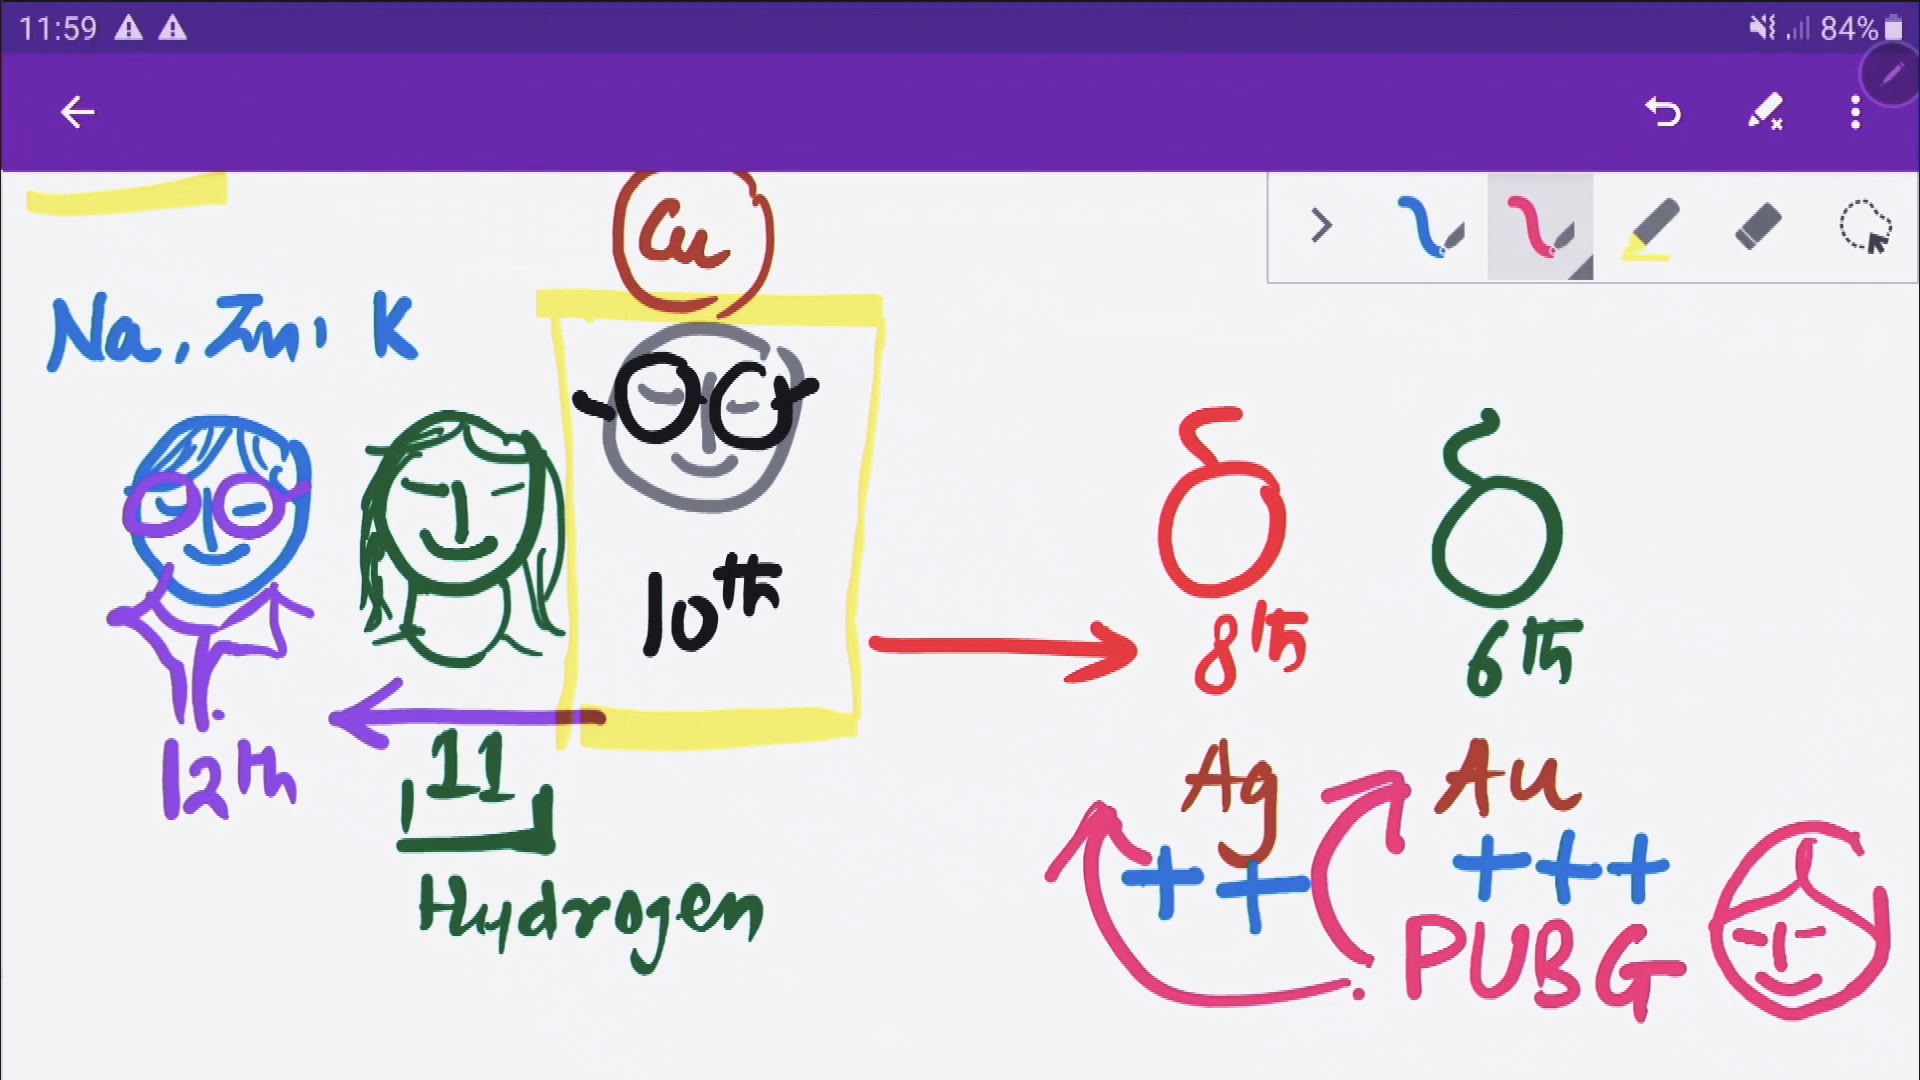 11:59
84%
Cu
Na, Zn, K
10th
8th
6th
12th
11
Ag
Au
++
+++
Hydrogen
PUBG